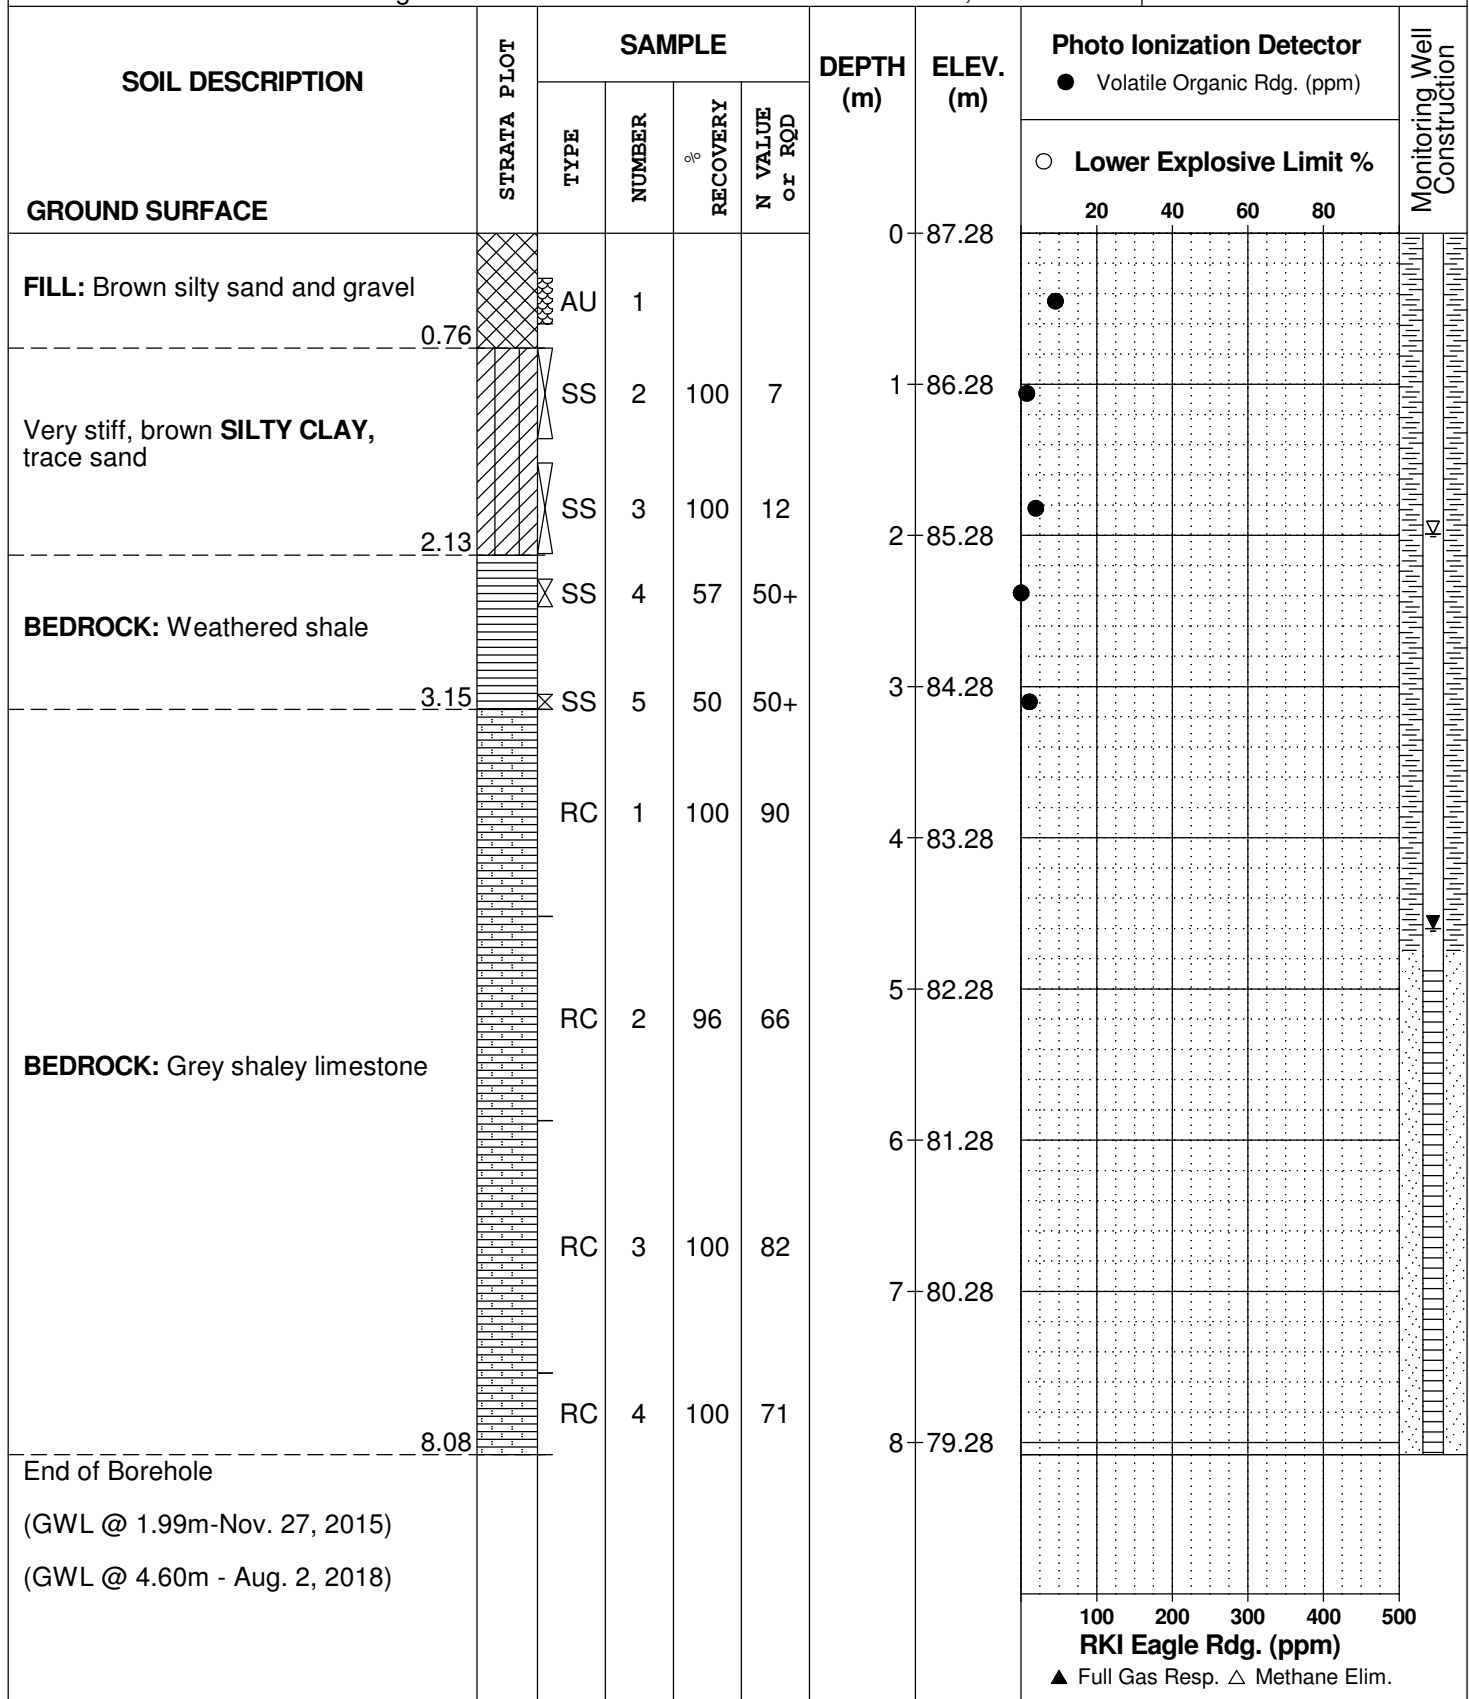 SOIL DESCRIPTION
GROUND SURFACE
STRATA PLOT
SAMPLE
TYPE
NUMBER
% RECOVERY
N VALUE or RQD
DEPTH (m)
ELEV. (m)
Photo Ionization Detector
● Volatile Organic Rdg. (ppm)
○ Lower Explosive Limit %
20 40 60 80
Monitoring Well Construction
0 87.28
FILL: Brown silty sand and gravel
AU 1
0.76
1 86.28
SS 2 100 7
Very stiff, brown SILTY CLAY,
trace sand
SS 3 100 12
2 85.28
2.13
SS 4 57 50+
BEDROCK: Weathered shale
3 84.28
3.15
SS 5 50 50+
RC 1 100 90
4 83.28
5 82.28
RC 2 96 66
BEDROCK: Grey shaley limestone
6 81.28
RC 3 100 82
7 80.28
RC 4 100 71
8.08
8 79.28
End of Borehole
(GWL @ 1.99m-Nov. 27, 2015)
(GWL @ 4.60m - Aug. 2, 2018)
100 200 300 400 500
RKI Eagle Rdg. (ppm)
▲ Full Gas Resp. △ Methane Elim.